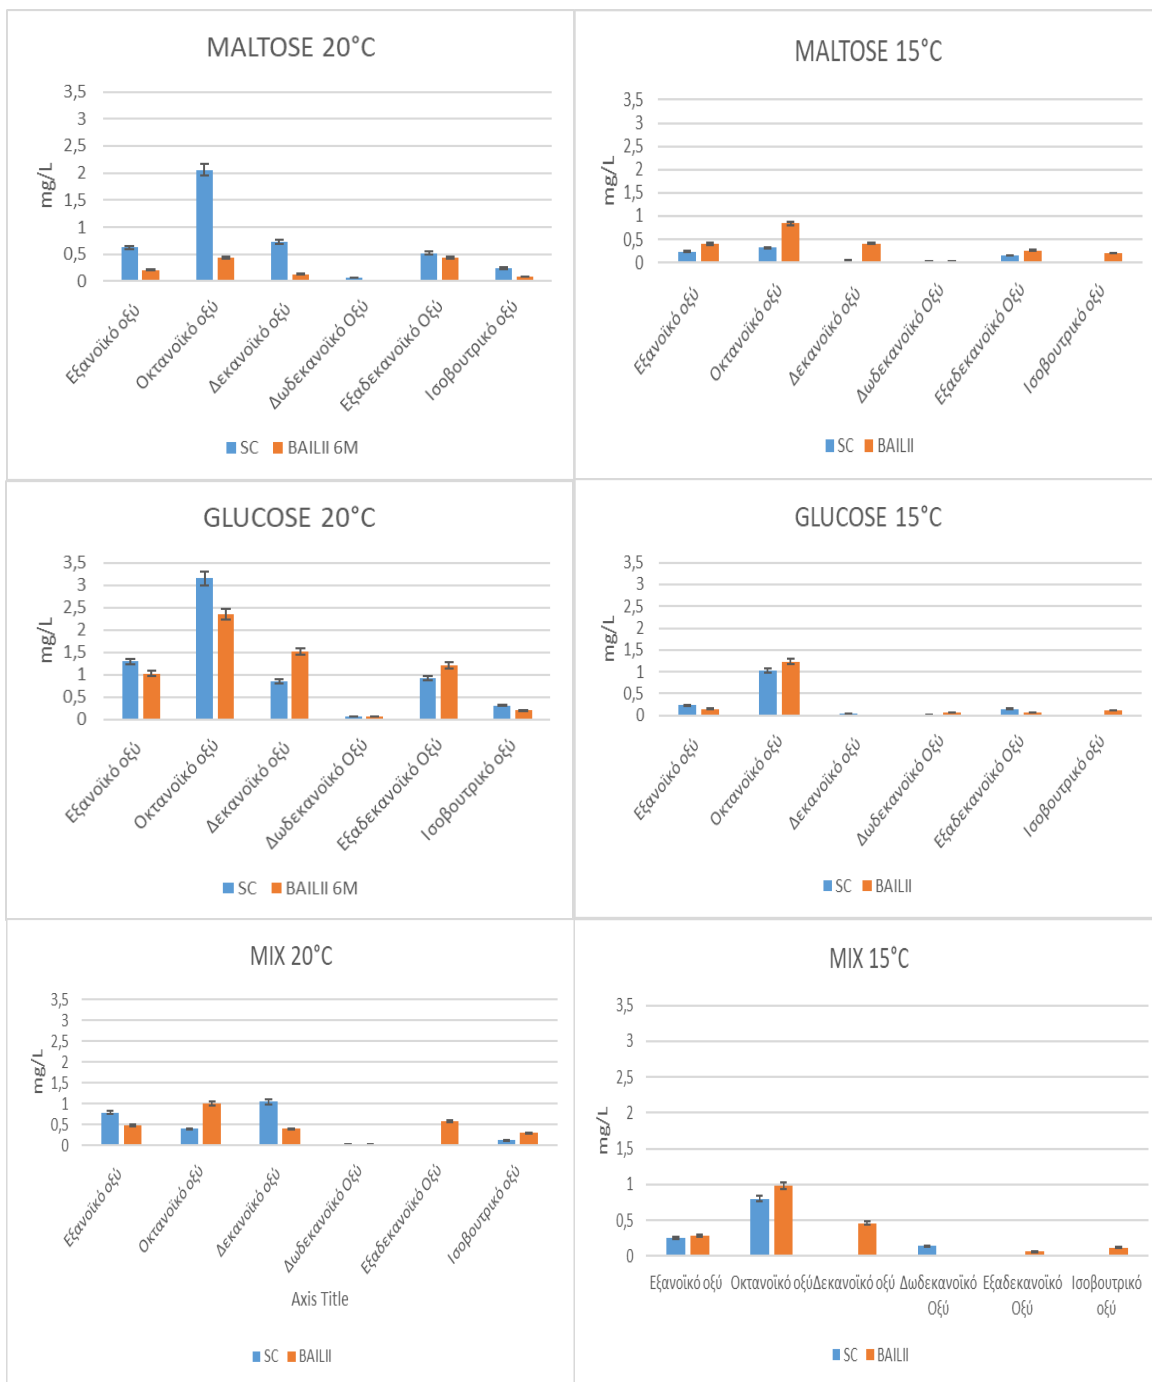 MALTOSE 20°C
mg/L
3,5
3
2,5
2
1,5
1
0,5
0
Εξανοϊκό οξύ
Οκτανοϊκό οξύ
Δεκανοϊκό οξύ
Δωδεκανοϊκό Οξύ
Εξαδεκανοϊκό Οξύ
Ισοβουτρικό οξύ
SC BAILII 6M
MALTOSE 15°C
mg/L
3,5
3
2,5
2
1,5
1
0,5
0
Εξανοϊκό οξύ
Οκτανοϊκό οξύ
Δεκανοϊκό οξύ
Δωδεκανοϊκό Οξύ
Εξαδεκανοϊκό Οξύ
Ισοβουτρικό οξύ
SC BAILII
GLUCOSE 20°C
mg/L
3,5
3
2,5
2
1,5
1
0,5
0
Εξανοϊκό οξύ
Οκτανοϊκό οξύ
Δεκανοϊκό οξύ
Δωδεκανοϊκό Οξύ
Εξαδεκανοϊκό Οξύ
Ισοβουτρικό οξύ
SC BAILII 6M
GLUCOSE 15°C
mg/L
3,5
3
2,5
2
1,5
1
0,5
0
Εξανοϊκό οξύ
Οκτανοϊκό οξύ
Δεκανοϊκό οξύ
Δωδεκανοϊκό Οξύ
Εξαδεκανοϊκό Οξύ
Ισοβουτρικό οξύ
SC BAILII
MIX 20°C
mg/L
3,5
3
2,5
2
1,5
1
0,5
0
Εξανοϊκό οξύ
Οκτανοϊκό οξύ
Δεκανοϊκό οξύ
Δωδεκανοϊκό Οξύ
Εξαδεκανοϊκό Οξύ
Ισοβουτρικό οξύ
Axis Title
SC BAILII
MIX 15°C
mg/L
3,5
3
2,5
2
1,5
1
0,5
0
Εξανοϊκό οξύ Οκτανοϊκό οξύ Δεκανοϊκό οξύ Δωδεκανοϊκό Εξαδεκανοϊκό Ισοβουτρικό
Οξύ Οξύ οξύ
SC BAILII